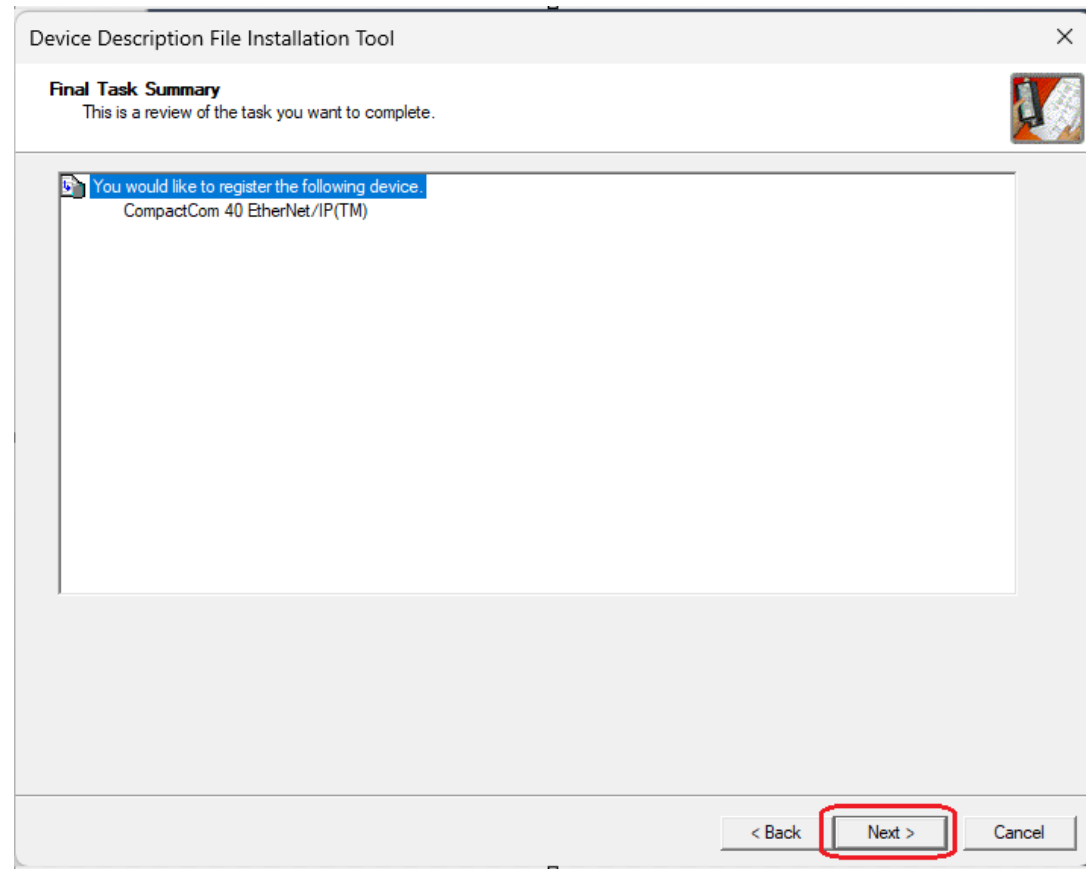 Device Description File Installation Tool
Final Task Summary
This is a review of the task you want to complete.
You would like to register the following device.
CompactCom 40 EtherNet/IP(TM)
< Back Next > Cancel